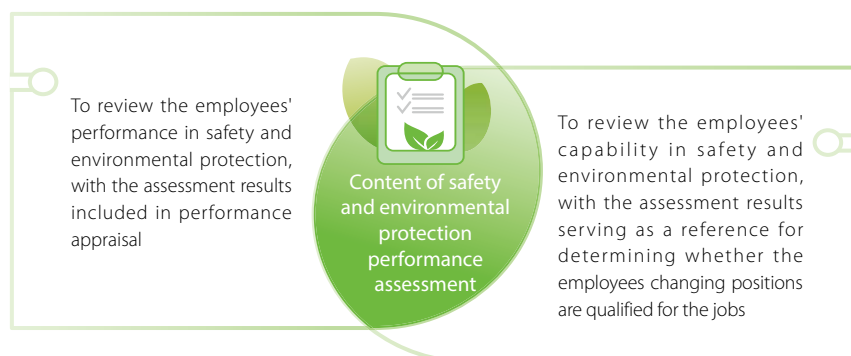 To review the employees'
performance in safety and
environmental protection,
with the assessment results
included in performance
appraisal
Content of safety
and environmental
protection
performance
assessment
To review the employees'
capability in safety and
environmental protection,
with the assessment results
serving as a reference for
determining whether the
employees changing positions
are qualified for the jobs